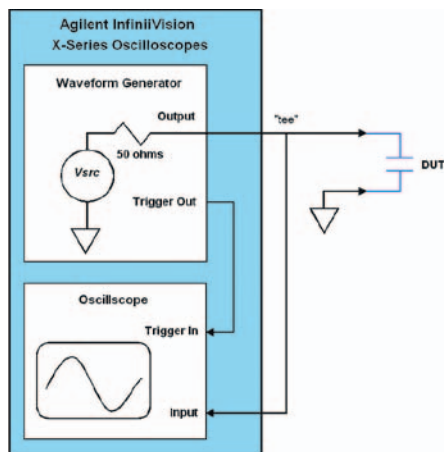 Agilent InfiniiVision
X-Series Oscilloscopes
Waveform Generator
Output
"tee"
50 ohms
Vsrc
DUT
Trigger Out
Oscillscope
Trigger In
Input